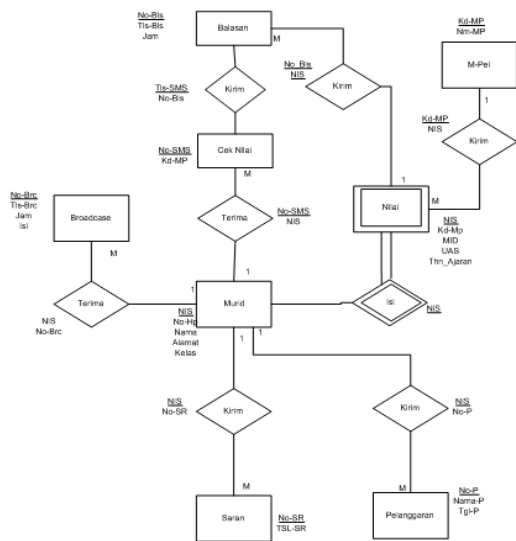 No-Bls
Tls-Bls
Jam
Balasan
M
Kd-MP
Nm-MP
M-Pel
1
Tls-SMS
No-Bls
Kirim
No_Bls
NIS
Kirim
Kd-MP
NIS
Kirim
No-SMS
Kd-MP
Cek Nilai
M
1
Nilai
M
No-Brc
Tls-Brc
Jam
Isi
Broadcase
M
Terima
No-SMS
NIS
NIS
Kd-Mp
MID
UAS
Thn_Ajaran
1
Terima
NIS
No-Brc
1
Murid
NIS
No-Hp
Nama
Alamat
Kelas
1
1
Isi
NIS
NIS
No-SR
Kirim
Kirim
NIS
No-P
M
Saran
No-SR
TSL-SR
M
Pelanggaran
No-P
Nama-P
Tgl-P